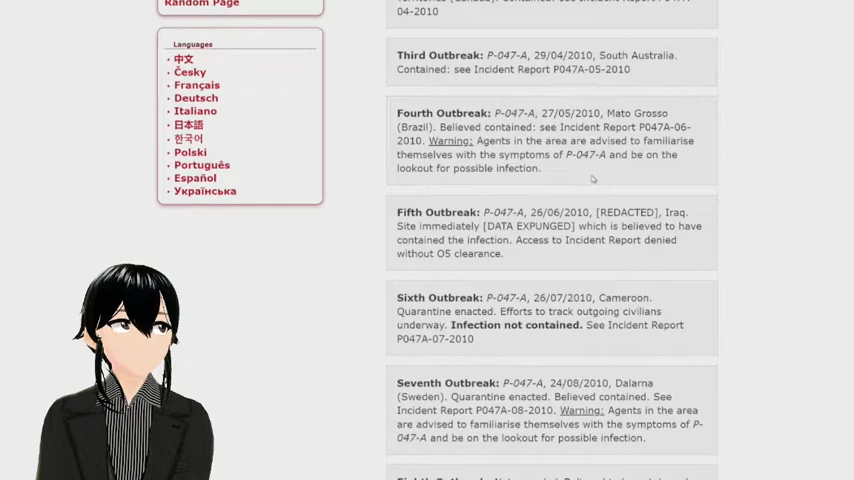 Random Page
Languages
中文
Česky
Français
Deutsch
Italiano
日本語
한국어
Polski
Português
Español
Українська
04-2010
Third Outbreak: P-047-A, 29/04/2010, South Australia.
Contained: see Incident Report P047A-05-2010
Fourth Outbreak: P-047-A, 27/05/2010, Mato Grosso
(Brazil). Believed contained: see Incident Report P047A-06-
2010. Warning: Agents in the area are advised to familiarise
themselves with the symptoms of P-047-A and be on the
lookout for possible infection.
Fifth Outbreak: P-047-A, 26/06/2010, [REDACTED], Iraq.
Site immediately [DATA EXPUNGED] which is believed to have
contained the infection. Access to Incident Report denied
without O5 clearance.
Sixth Outbreak: P-047-A, 26/07/2010, Cameroon.
Quarantine enacted. Efforts to track outgoing civilians
underway. Infection not contained. See Incident Report
P047A-07-2010
Seventh Outbreak: P-047-A, 24/08/2010, Dalarna
(Sweden). Quarantine enacted. Believed contained. See
Incident Report P047A-08-2010. Warning: Agents in the area
are advised to familiarise themselves with the symptoms of P-
047-A and be on the lookout for possible infection.